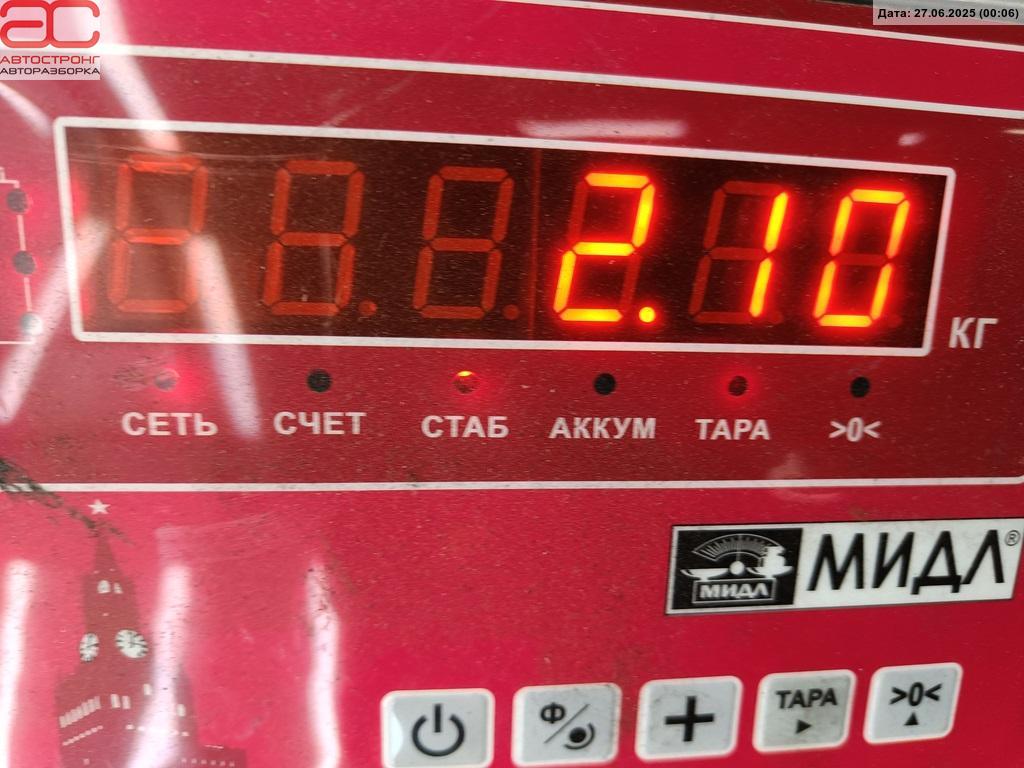 Дата: 27.06.2025 (00:06)
ас
АВТОСТРОНГ
АВТОРАЗБОРКА
2.10
КГ
СЕТЬ СЧЕТ СТАБ АККУМ ТАРА >0<
МИДЛ МИДЛ®
Ф ТАРА >0<